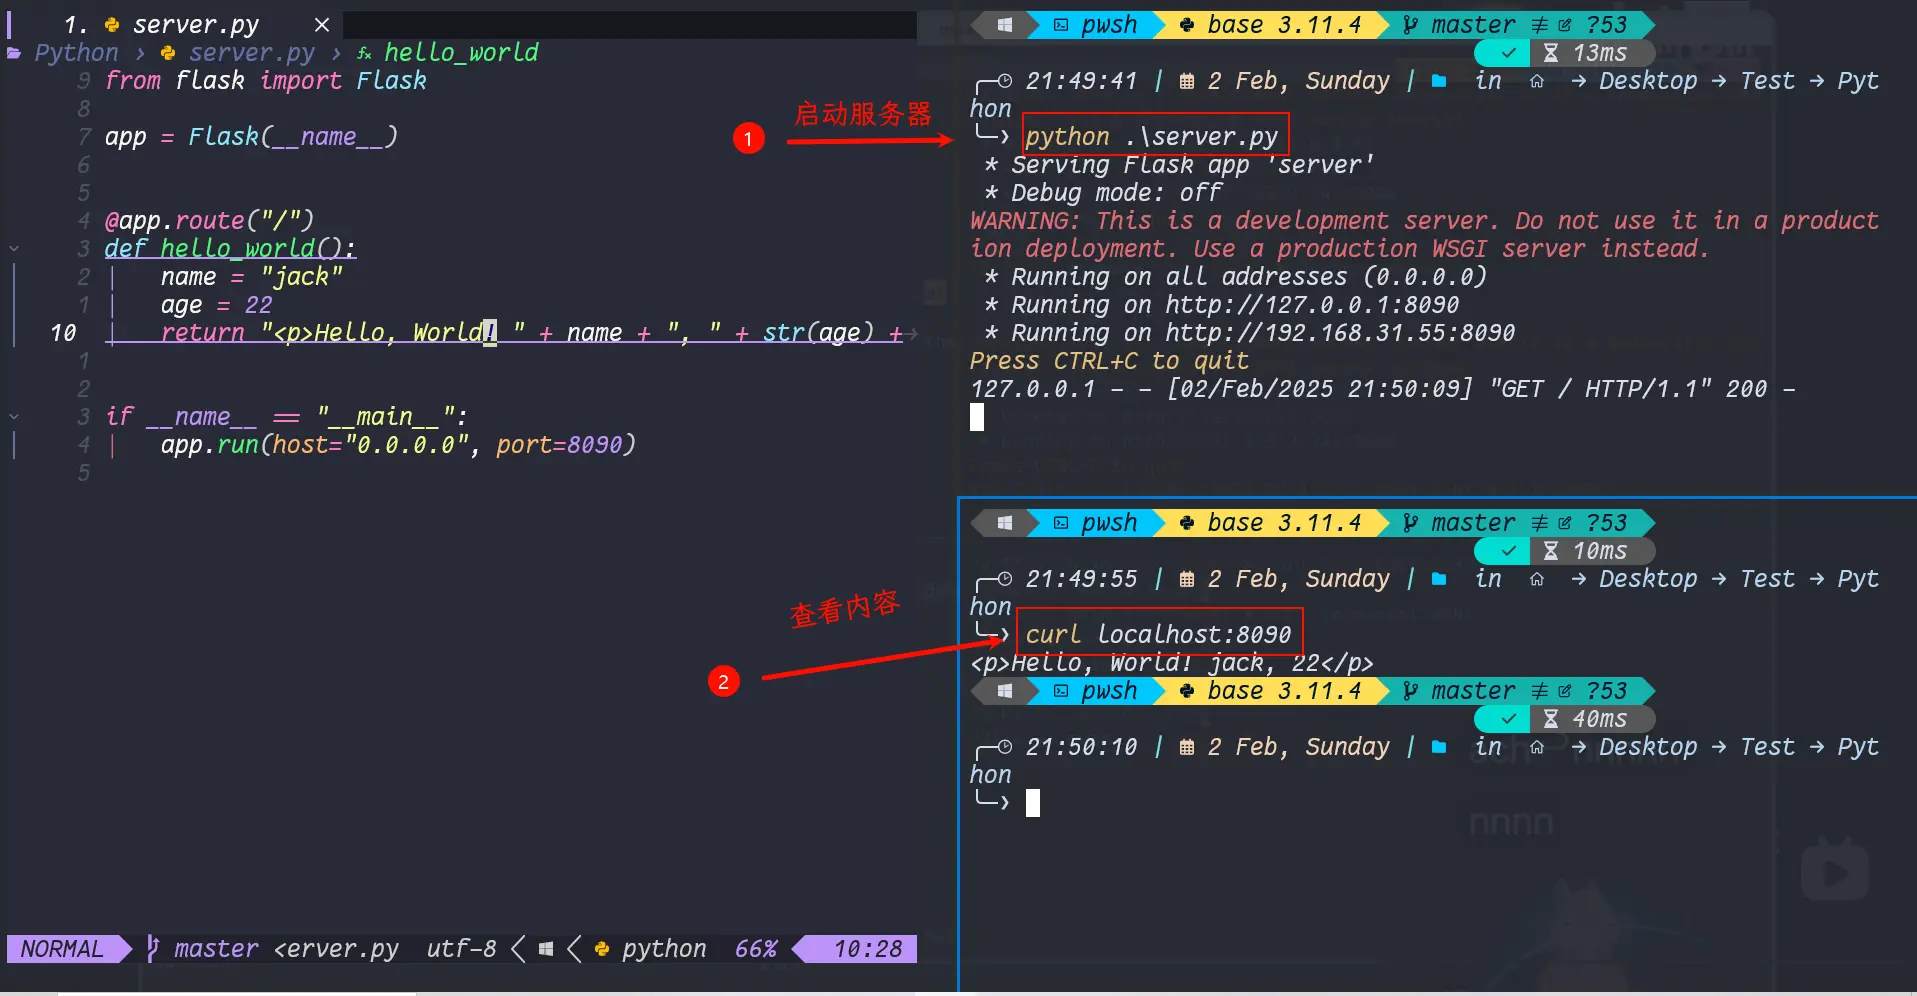 1. server.py ×
Python › server.py › hello_world
9 from flask import Flask
8
7 app = Flask(__name__)
6
5
4 @app.route("/")
3 def hello_world():
2 name = "jack"
1 age = 22
10 return "<p>Hello, World! " + name + ", " + str(age) +
1
2
3 if __name__ == "__main__":
4 app.run(host="0.0.0.0", port=8090)
5
NORMAL master <erver.py utf-8 python 66% 10:28
1
启动服务器
2
查看内容
pwsh base 3.11.4 master ≢ ?53
✓ 13ms
21:49:41 | 2 Feb, Sunday | in → Desktop → Test → Pyt
hon
python .\server.py
* Serving Flask app 'server'
* Debug mode: off
WARNING: This is a development server. Do not use it in a product
ion deployment. Use a production WSGI server instead.
* Running on all addresses (0.0.0.0)
* Running on http://127.0.0.1:8090
* Running on http://192.168.31.55:8090
Press CTRL+C to quit
127.0.0.1 - - [02/Feb/2025 21:50:09] "GET / HTTP/1.1" 200 -
pwsh base 3.11.4 master ≢ ?53
✓ 10ms
21:49:55 | 2 Feb, Sunday | in → Desktop → Test → Pyt
hon
curl localhost:8090
<p>Hello, World! jack, 22</p>
pwsh base 3.11.4 master ≢ ?53
✓ 40ms
21:50:10 | 2 Feb, Sunday | in → Desktop → Test → Pyt
hon
nnnn